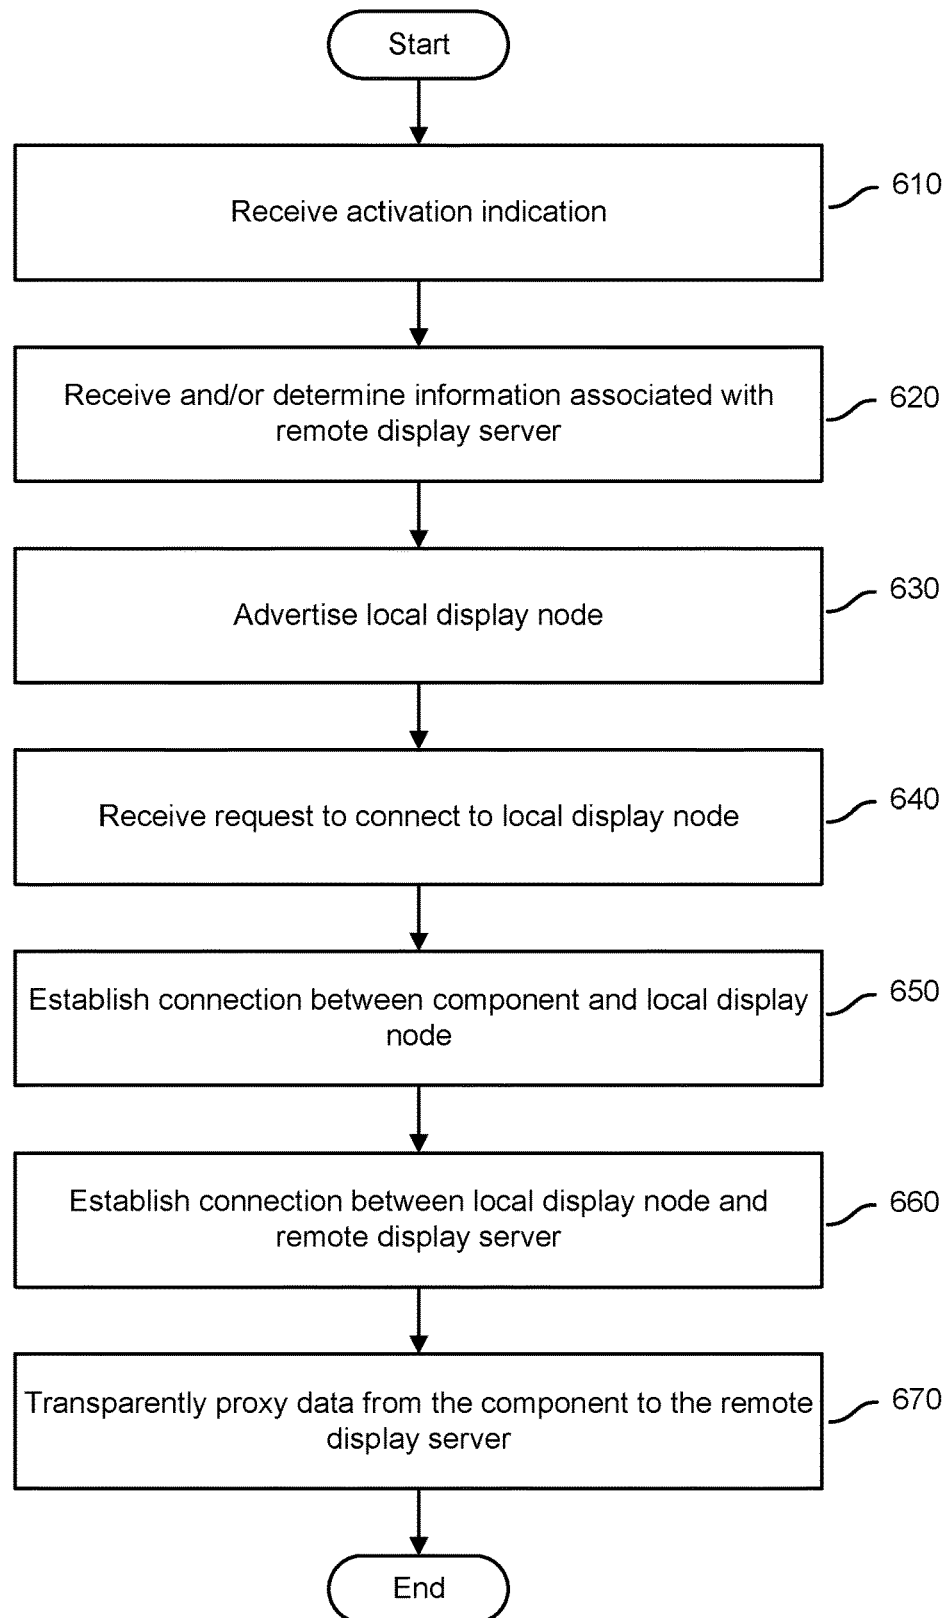 Start
Receive activation indication
610
Receive and/or determine information associated with
remote display server
620
Advertise local display node
630
Receive request to connect to local display node
640
Establish connection between component and local display
node
650
Establish connection between local display node and
remote display server
660
Transparently proxy data from the component to the remote
display server
670
End